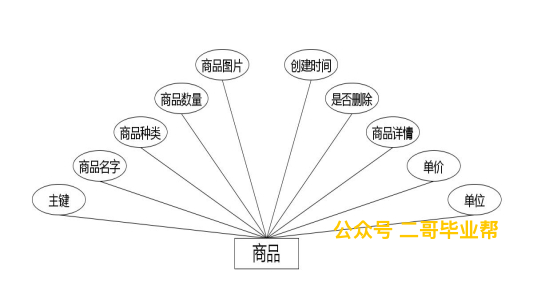 商品图片
创建时间
商品数量
是否删除
商品种类
商品详情
商品名字
单价
主键
单位
公众号 二哥毕业帮
商品